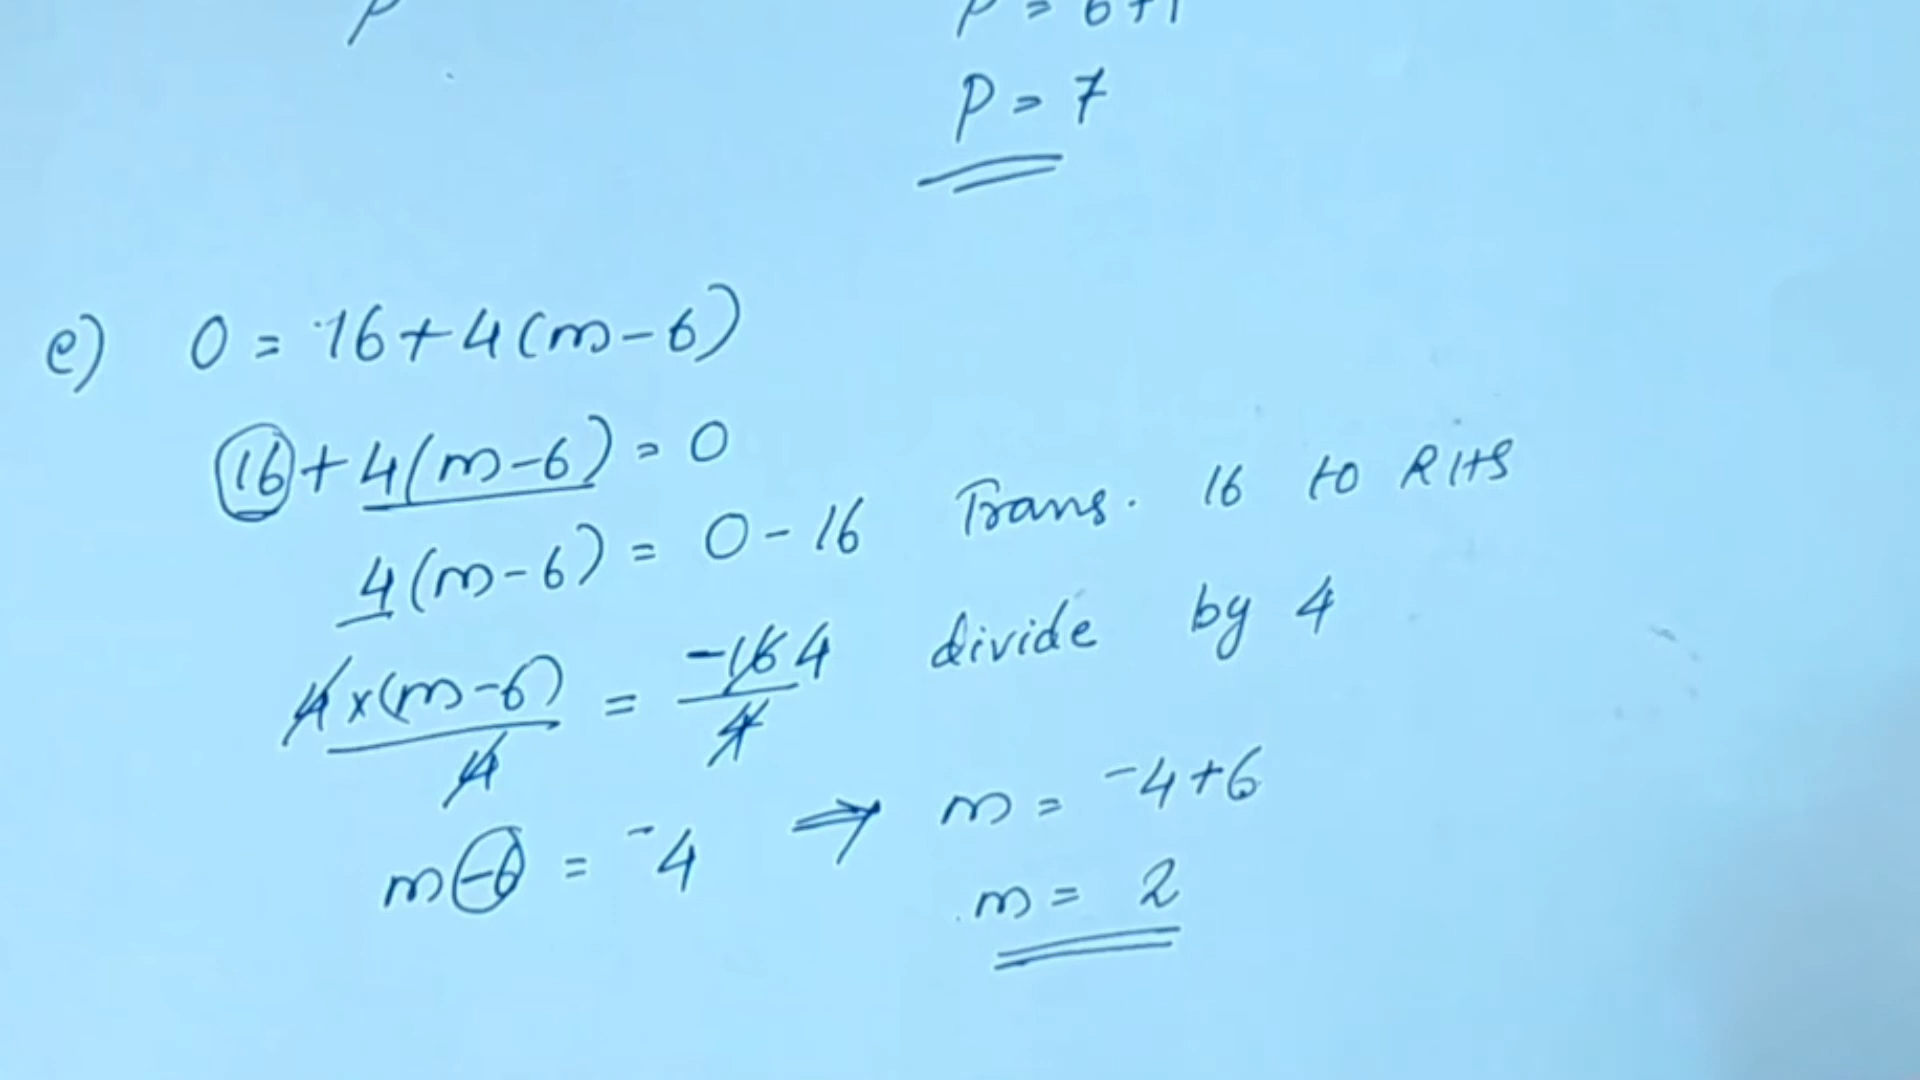 P
P = 6+1
P = 7
e) 0 = 16+4(m-6)
16+4(m-6) = 0
4(m-6) = 0-16 Trans. 16 to RHS
4x(m-6)/4 = -16 4/4 divide by 4
m-6 = -4 ⇒ m = -4+6
m = 2